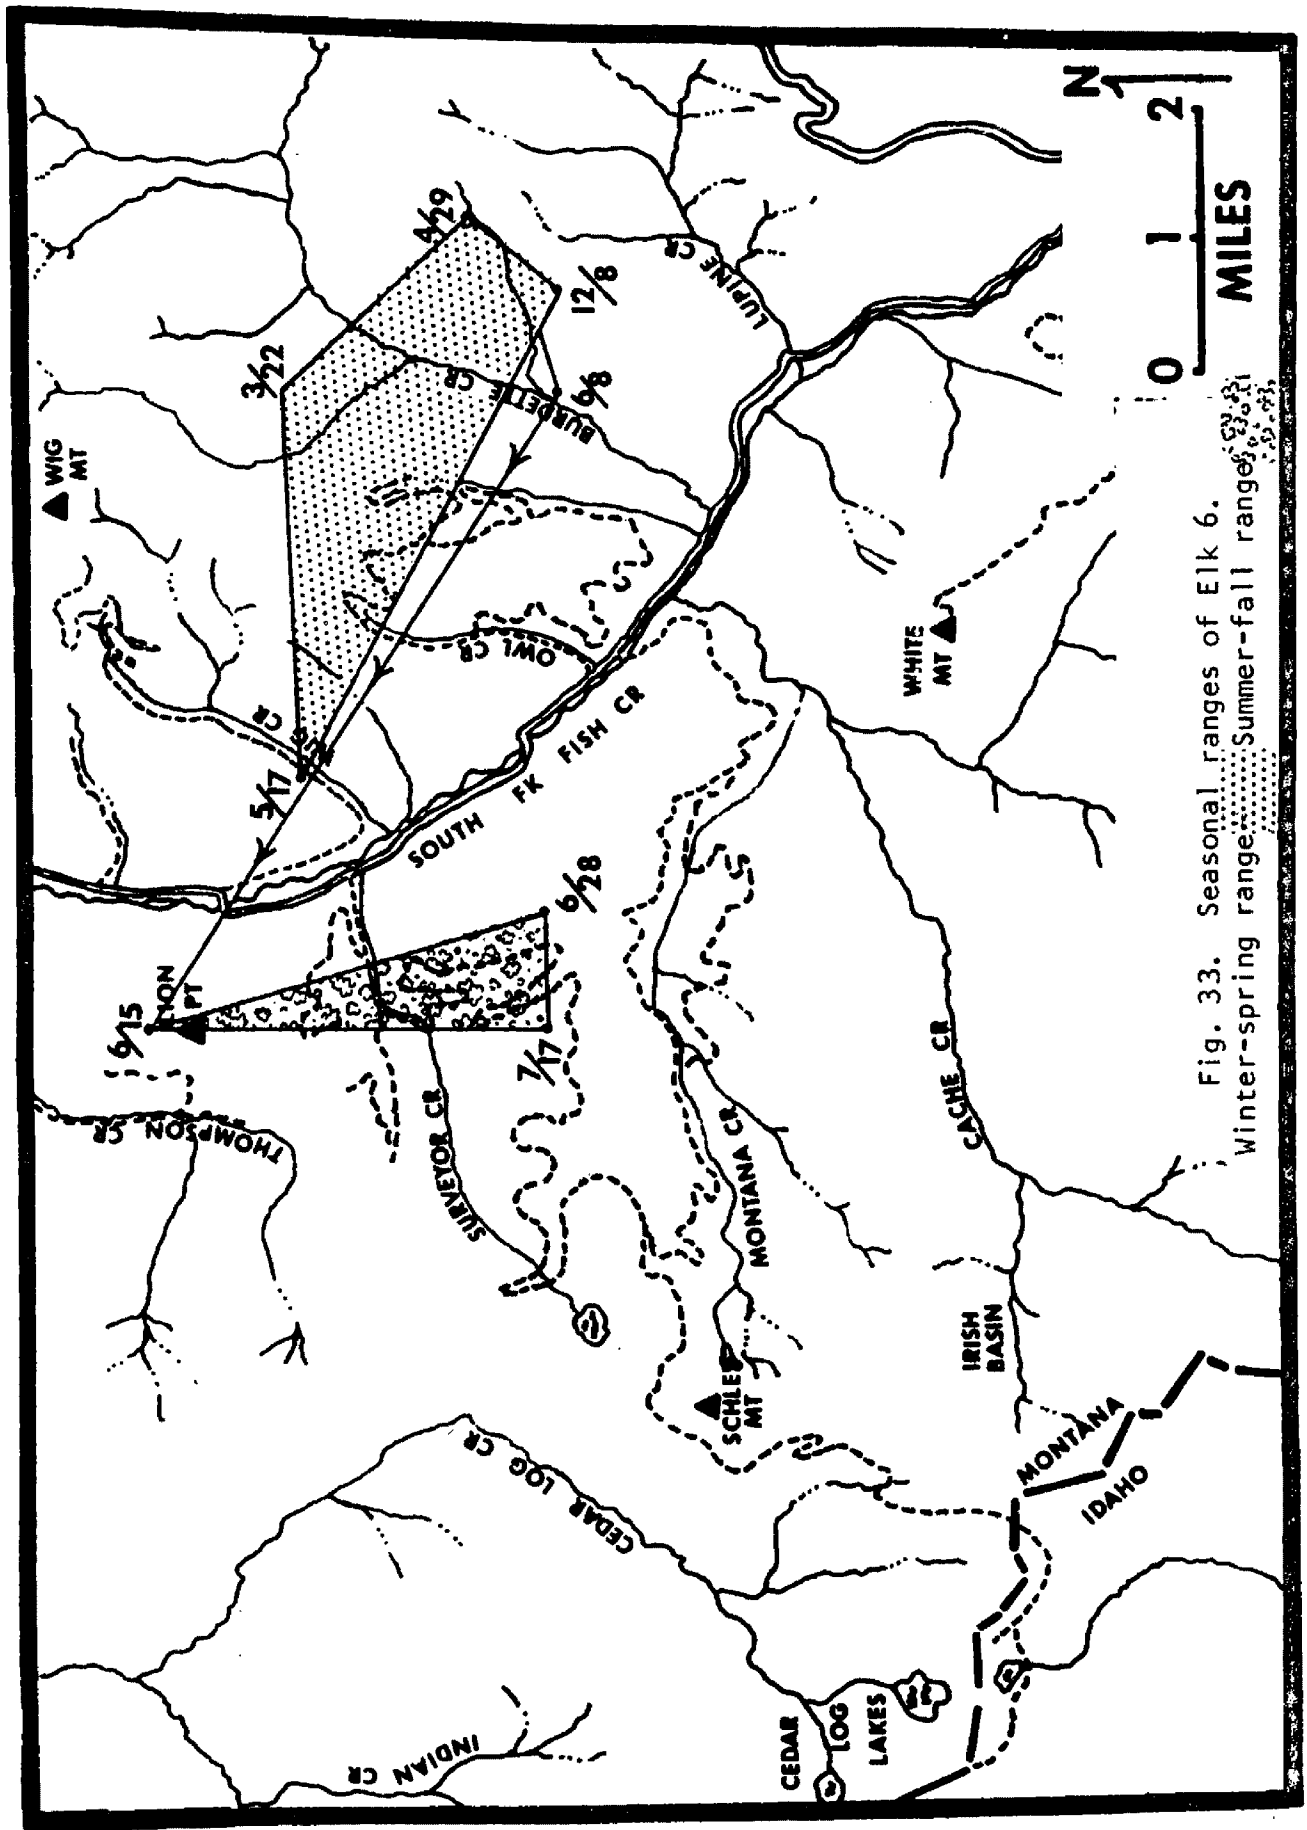 N
0 1 2
MILES
WIG
MT
3/22
4/29
12/8
6/8
5/17
6/15
6/28
7/17
BURDETTE CR
LUPINE CR
OWL CR
CR
SOUTH FK FISH CR
LION
PT
THOMPSON CR
SURVEYOR CR
MONTANA CR
WHITE
MT
CACHE CR
IRISH
BASIN
MT
CEDAR LOG CR
INDIAN CR
CEDAR
LOG
LAKES
MONTANA
IDAHO
Fig. 33. Seasonal ranges of Elk 6.
Winter-spring range Summer-fall range